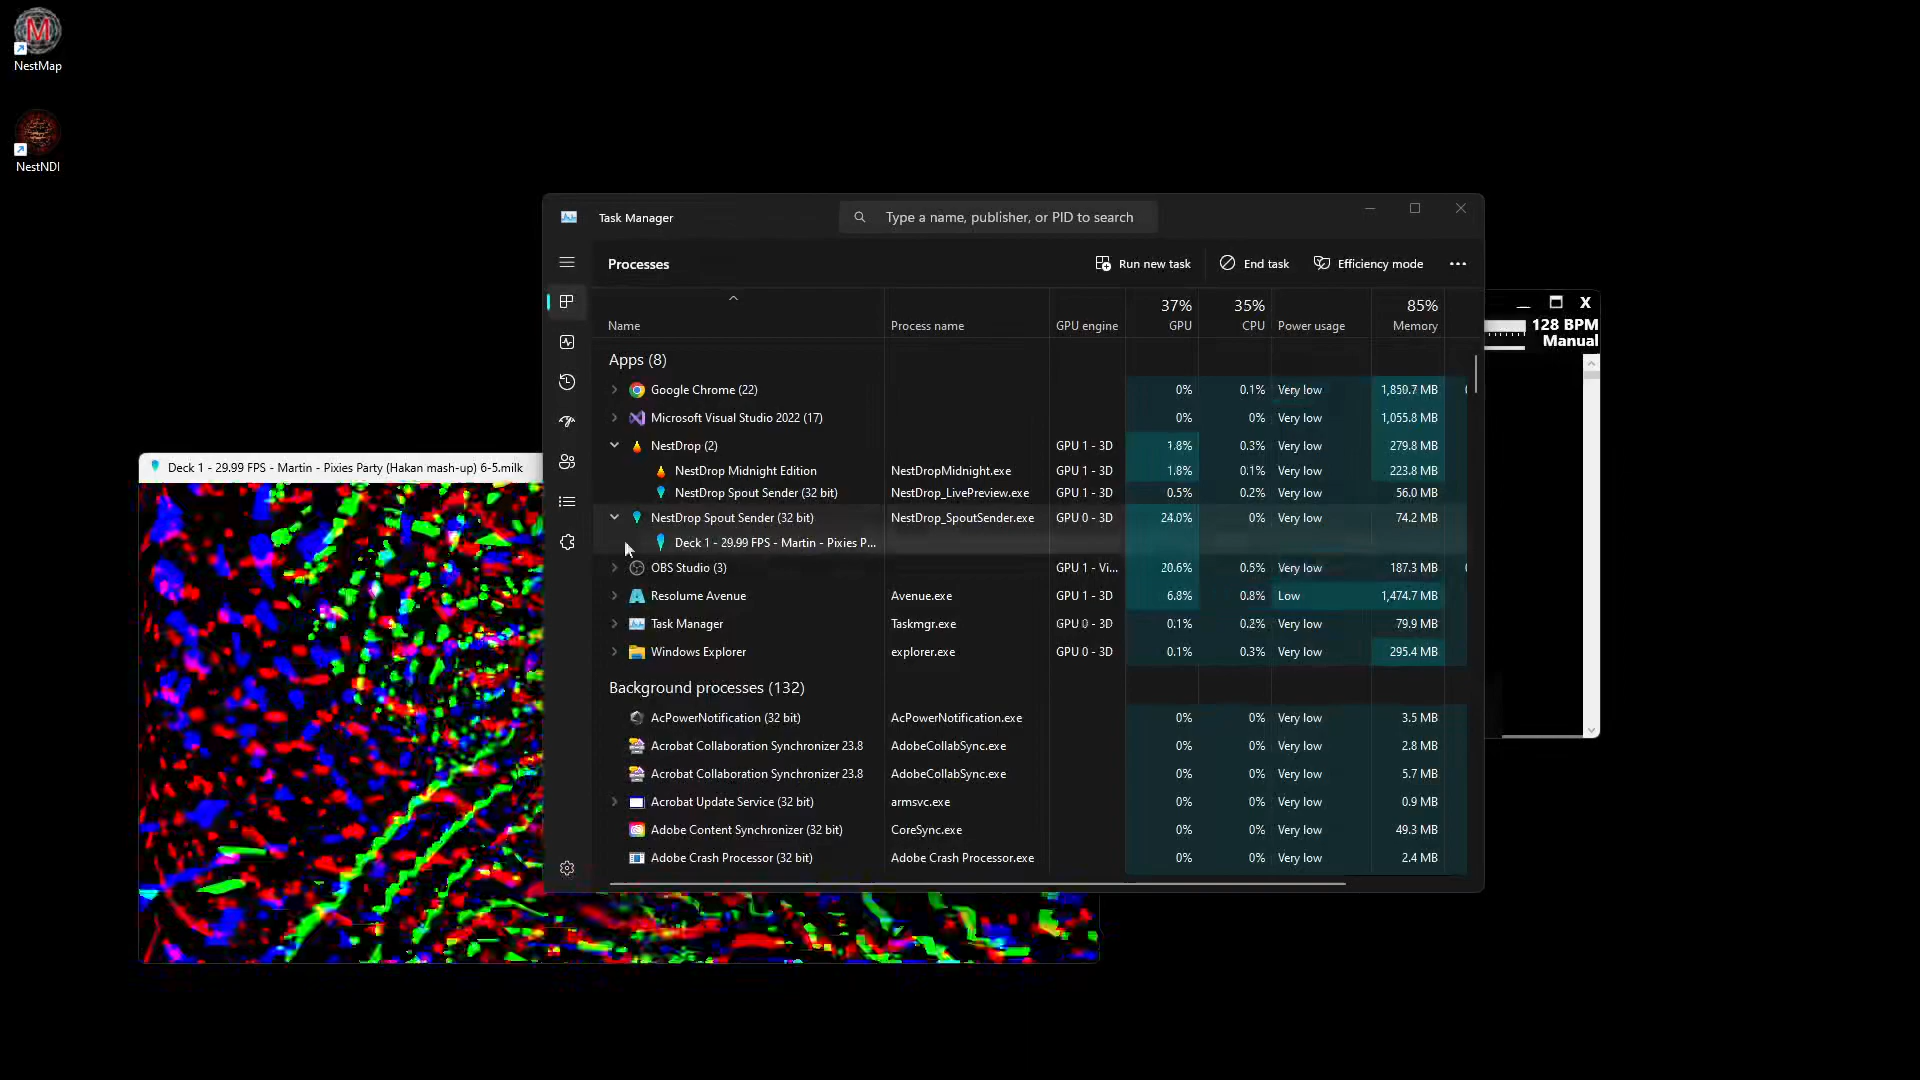 NestMap
NestNDI
Task Manager
Type a name, publisher, or PID to search
Processes
Run new task
End task
Efficiency mode
37% 35% 85%
Name Process name GPU engine GPU CPU Power usage Memory
128 BPM
Manual
Apps (8)
Google Chrome (22) 0% 0.1% Very low 1,850.7 MB
Microsoft Visual Studio 2022 (17) 0% 0% Very low 1,055.8 MB
NestDrop (2) GPU 1 - 3D 1.8% 0.3% Very low 279.8 MB
NestDrop Midnight Edition NestDropMidnight.exe GPU 1 - 3D 1.8% 0.1% Very low 223.8 MB
Deck 1 - 29.99 FPS - Martin - Pixies Party (Hakan mash-up) 6-5.milk
NestDrop Spout Sender (32 bit) NestDrop_LivePreview.exe GPU 1 - 3D 0.5% 0.2% Very low 56.0 MB
NestDrop Spout Sender (32 bit) NestDrop_SpoutSender.exe GPU 0 - 3D 24.0% 0% Very low 74.2 MB
Deck 1 - 29.99 FPS - Martin - Pixies P...
OBS Studio (3) GPU 1 - Vi... 20.6% 0.5% Very low 187.3 MB
Resolume Avenue Avenue.exe GPU 1 - 3D 6.8% 0.8% Low 1,474.7 MB
Task Manager Taskmgr.exe GPU 0 - 3D 0.1% 0.2% Very low 79.9 MB
Windows Explorer explorer.exe GPU 0 - 3D 0.1% 0.3% Very low 295.4 MB
Background processes (132)
AcPowerNotification (32 bit) AcPowerNotification.exe 0% 0% Very low 3.5 MB
Acrobat Collaboration Synchronizer 23.8 AdobeCollabSync.exe 0% 0% Very low 2.8 MB
Acrobat Collaboration Synchronizer 23.8 AdobeCollabSync.exe 0% 0% Very low 5.7 MB
Acrobat Update Service (32 bit) armsvc.exe 0% 0% Very low 0.9 MB
Adobe Content Synchronizer (32 bit) CoreSync.exe 0% 0% Very low 49.3 MB
Adobe Crash Processor (32 bit) Adobe Crash Processor.exe 0% 0% Very low 2.4 MB